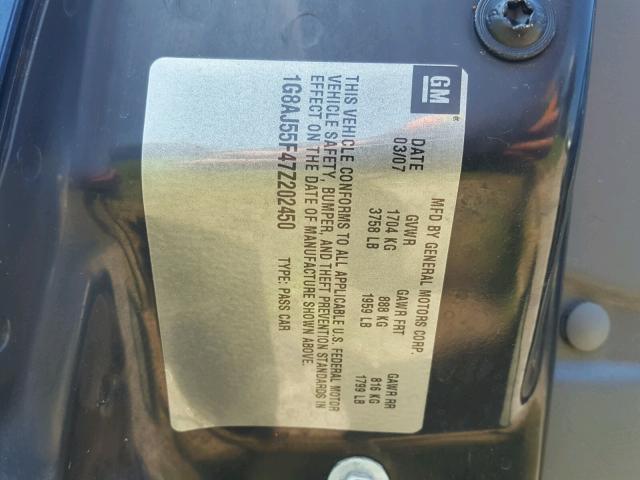 GM
®
MFD BY GENERAL MOTORS CORP.
DATE GVWR GAWR FRT GAWR RR
03/07 1704 KG 888 KG 816 KG
3758 LB 1959 LB 1799 LB
THIS VEHICLE CONFORMS TO ALL APPLICABLE U.S. FEDERAL MOTOR
VEHICLE SAFETY, BUMPER, AND THEFT PREVENTION STANDARDS IN
EFFECT ON THE DATE OF MANUFACTURE SHOWN ABOVE.
1G8AJ55F47Z202450 TYPE: PASS CAR